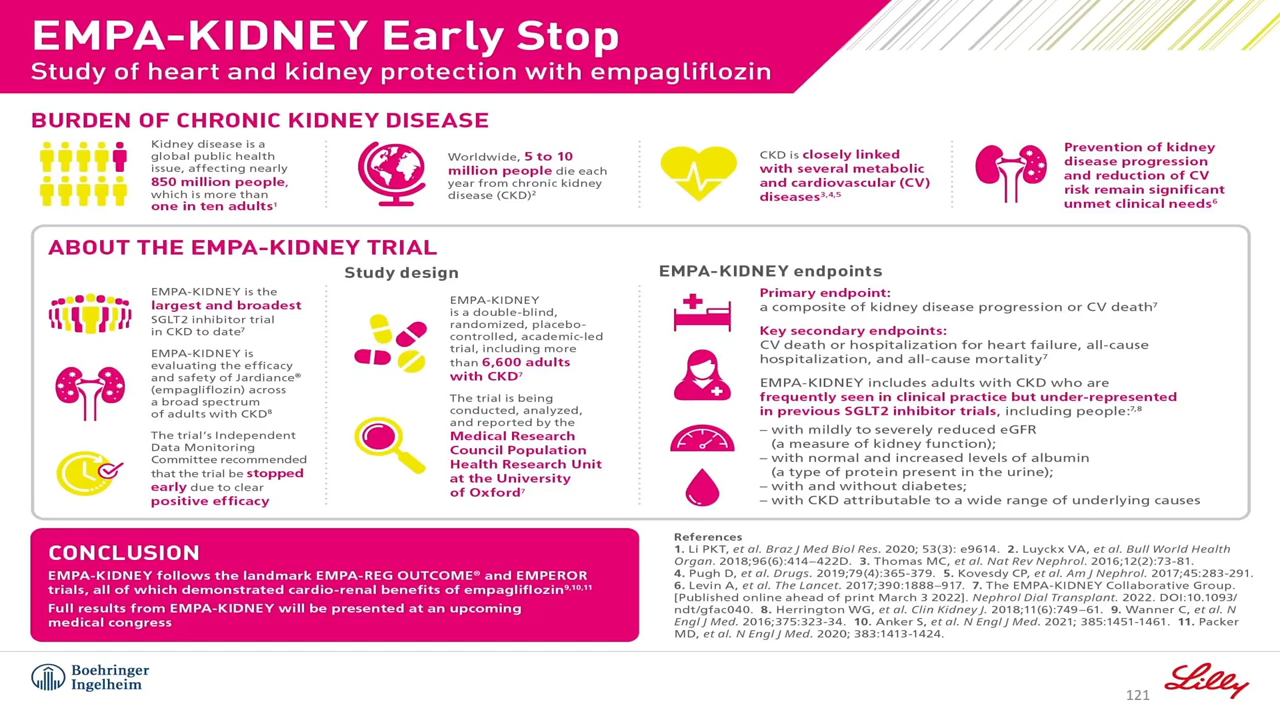 EMPA-KIDNEY Early Stop
Study of heart and kidney protection with empagliflozin
BURDEN OF CHRONIC KIDNEY DISEASE
Kidney disease is a
global public health
issue, affecting nearly
850 million people,
which is more than
one in ten adults¹
Worldwide, 5 to 10
million people die each
year from chronic kidney
disease (CKD)²
CKD is closely linked
with several metabolic
and cardiovascular (CV)
diseases³,⁴,⁵
Prevention of kidney
disease progression
and reduction of CV
risk remain significant
unmet clinical needs⁶
ABOUT THE EMPA-KIDNEY TRIAL
EMPA-KIDNEY is the
largest and broadest
SGLT2 inhibitor trial
in CKD to date⁷
EMPA-KIDNEY is
evaluating the efficacy
and safety of Jardiance®
(empagliflozin) across
a broad spectrum
of adults with CKD⁸
The trial's Independent
Data Monitoring
Committee recommended
that the trial be stopped
early due to clear
positive efficacy
Study design
EMPA-KIDNEY
is a double-blind,
randomized, placebo-
controlled, academic-led
trial, including more
than 6,600 adults
with CKD⁷
The trial is being
conducted, analyzed,
and reported by the
Medical Research
Council Population
Health Research Unit
at the University
of Oxford⁷
EMPA-KIDNEY endpoints
Primary endpoint:
a composite of kidney disease progression or CV death⁷
Key secondary endpoints:
CV death or hospitalization for heart failure, all-cause
hospitalization, and all-cause mortality⁷
EMPA-KIDNEY includes adults with CKD who are
frequently seen in clinical practice but under-represented
in previous SGLT2 inhibitor trials, including people:⁷,⁸
– with mildly to severely reduced eGFR
(a measure of kidney function);
– with normal and increased levels of albumin
(a type of protein present in the urine);
– with and without diabetes;
– with CKD attributable to a wide range of underlying causes
CONCLUSION
EMPA-KIDNEY follows the landmark EMPA-REG OUTCOME® and EMPEROR
trials, all of which demonstrated cardio-renal benefits of empagliflozin⁹,¹⁰,¹¹
Full results from EMPA-KIDNEY will be presented at an upcoming
medical congress
References
1. Li PKT, et al. Braz J Med Biol Res. 2020; 53(3): e9614. 2. Luyckx VA, et al. Bull World Health
Organ. 2018;96(6):414–422D. 3. Thomas MC, et al. Nat Rev Nephrol. 2016;12(2):73-81.
4. Pugh D, et al. Drugs. 2019;79(4):365-379. 5. Kovesdy CP, et al. Am J Nephrol. 2017;45:283-291.
6. Levin A, et al. The Lancet. 2017;390:1888–917. 7. The EMPA-KIDNEY Collaborative Group.
[Published online ahead of print March 3 2022]. Nephrol Dial Transplant. 2022. DOI:10.1093/
ndt/gfac040. 8. Herrington WG, et al. Clin Kidney J. 2018;11(6):749–61. 9. Wanner C, et al. N
Engl J Med. 2016;375:323-34. 10. Anker S, et al. N Engl J Med. 2021; 385:1451-1461. 11. Packer
MD, et al. N Engl J Med. 2020; 383:1413-1424.
Boehringer
Ingelheim
121
Lilly